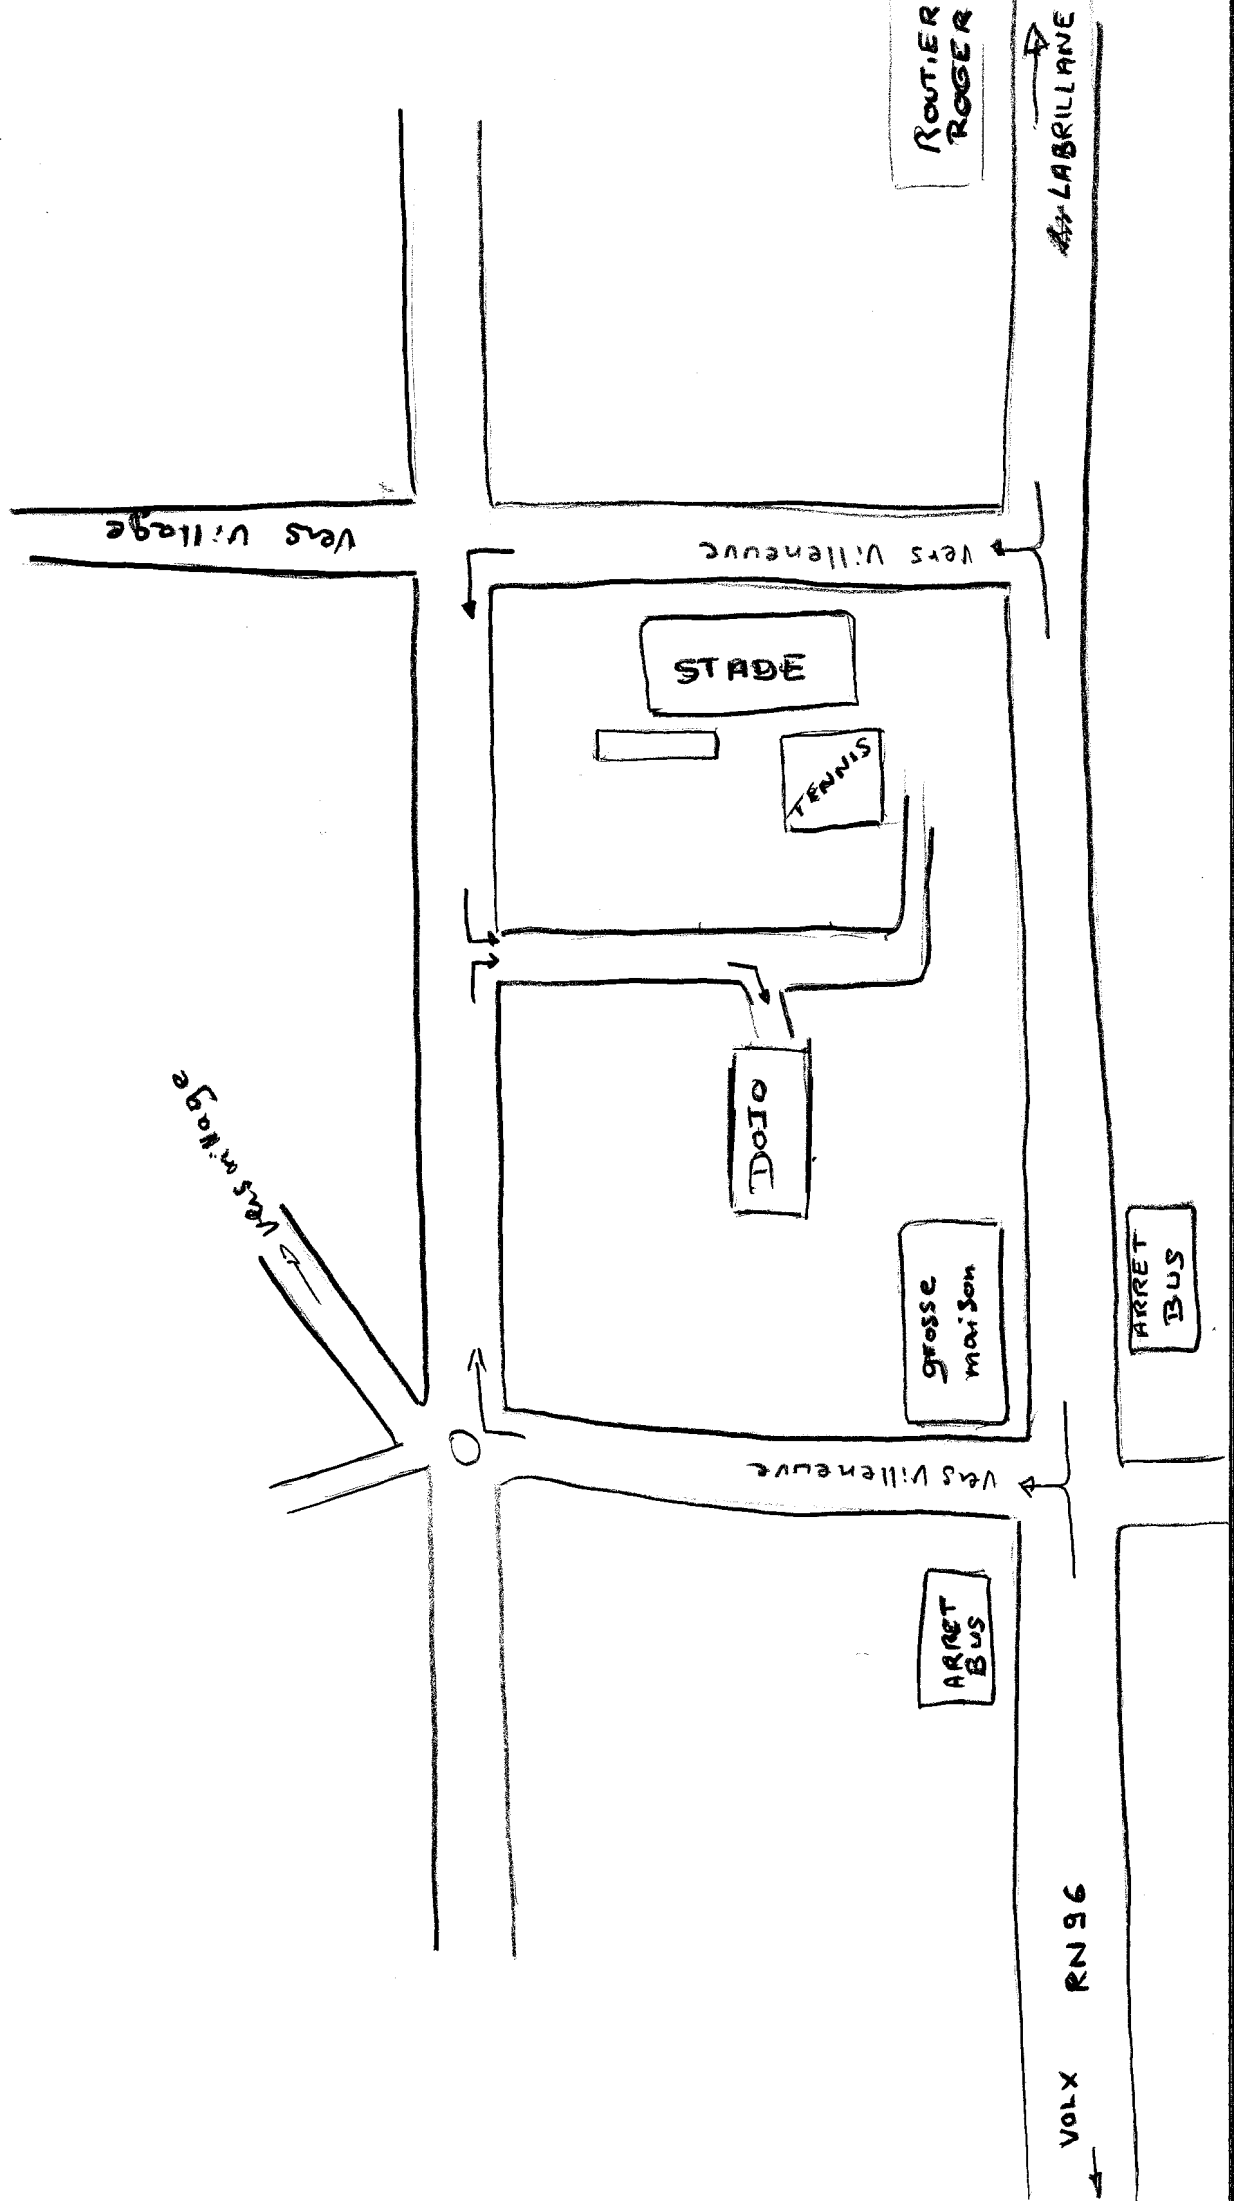 ROUTIER
ROGER
LABRILLANE
vers village
vers villeneuve
STADE
TENNIS
DOJO
vers village
grosse
maison
ARRET
BUS
vers villeneuve
ARRET
BUS
RN96
VOLX